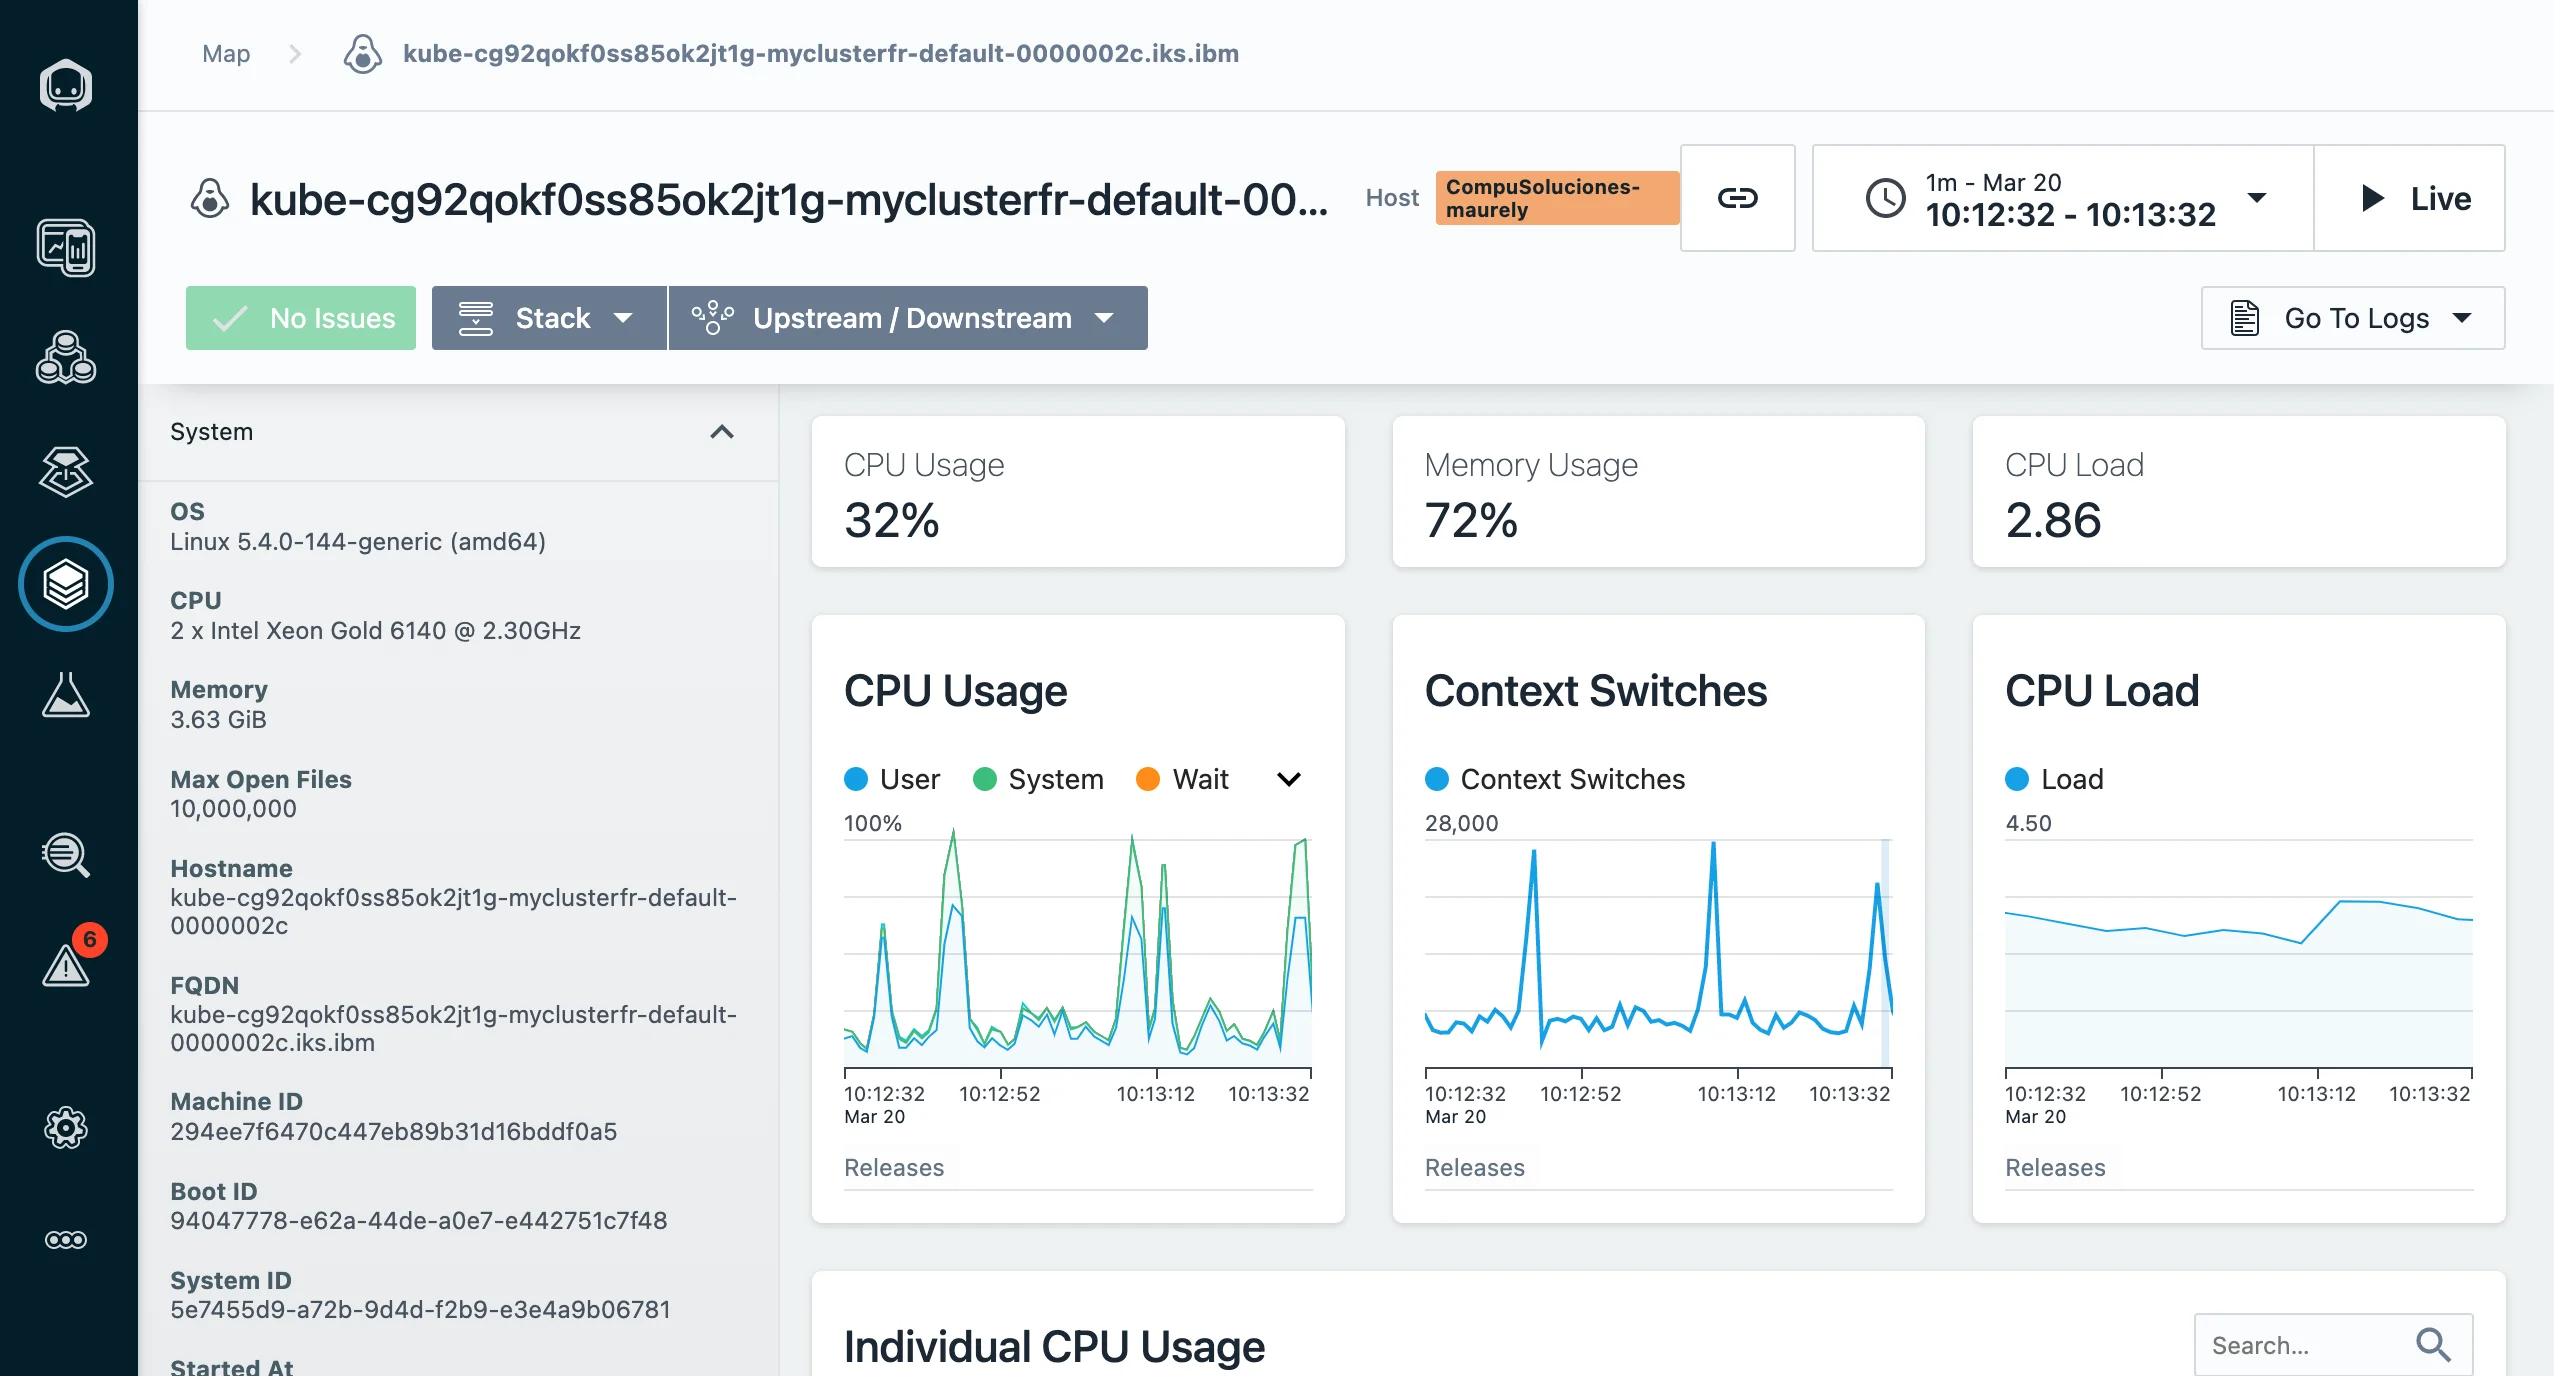 Map
kube-cg92qokf0ss85ok2jt1g-myclusterfr-default-0000002c.iks.ibm
kube-cg92qokf0ss85ok2jt1g-myclusterfr-default-00...
Host
CompuSoluciones-
maurely
1m - Mar 20
10:12:32 - 10:13:32
Live
No Issues
Stack
Upstream / Downstream
Go To Logs
6
System
OS
Linux 5.4.0-144-generic (amd64)
CPU
2 x Intel Xeon Gold 6140 @ 2.30GHz
Memory
3.63 GiB
Max Open Files
10,000,000
Hostname
kube-cg92qokf0ss85ok2jt1g-myclusterfr-default-
0000002c
FQDN
kube-cg92qokf0ss85ok2jt1g-myclusterfr-default-
0000002c.iks.ibm
Machine ID
294ee7f6470c447eb89b31d16bddf0a5
Boot ID
94047778-e62a-44de-a0e7-e442751c7f48
System ID
5e7455d9-a72b-9d4d-f2b9-e3e4a9b06781
Started At
CPU Usage
32%
Memory Usage
72%
CPU Load
2.86
CPU Usage
User System Wait
100%
10:12:32 10:12:52 10:13:12 10:13:32
Mar 20
Releases
Context Switches
Context Switches
28,000
10:12:32 10:12:52 10:13:12 10:13:32
Mar 20
Releases
CPU Load
Load
4.50
10:12:32 10:12:52 10:13:12 10:13:32
Mar 20
Releases
Individual CPU Usage
Search...